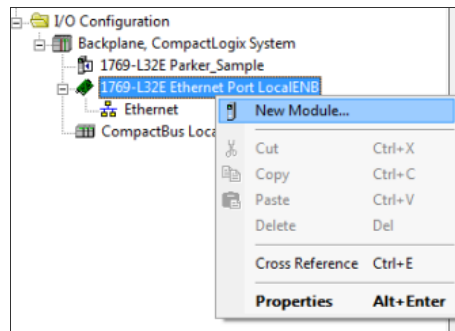 I/O Configuration
Backplane, CompactLogix System
1769-L32E Parker_Sample
1769-L32E Ethernet Port LocalENB
Ethernet
New Module...
CompactBus Loca
Cut Ctrl+X
Copy Ctrl+C
Paste Ctrl+V
Delete Del
Cross Reference Ctrl+E
Properties Alt+Enter